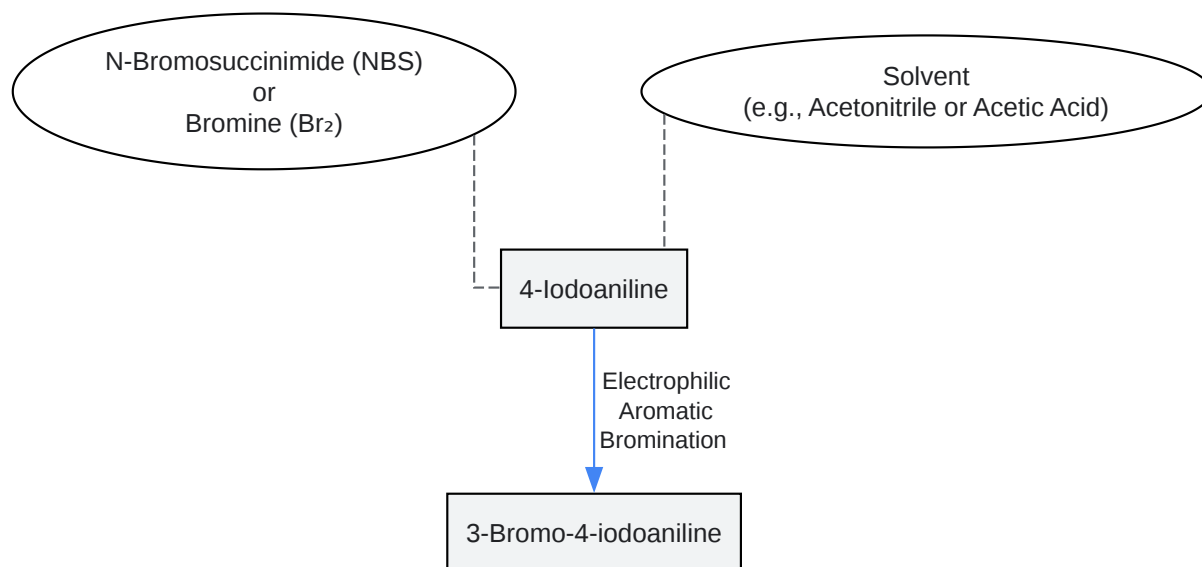 N-Bromosuccinimide (NBS)
or
Bromine (Br₂)
Solvent
(e.g., Acetonitrile or Acetic Acid)
4-Iodoaniline
Electrophilic
Aromatic
Bromination
3-Bromo-4-iodoaniline